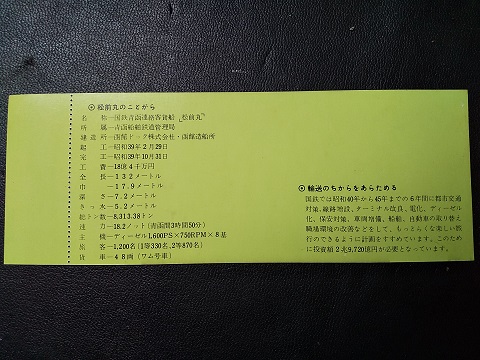 松前丸のことがら
名 称―国鉄青函連絡客貨船 "松前丸"
所 属―青函船舶鉄道管理局
建造所―函館ドック株式会社・函館造船所
起 工―昭和39年2月29日
完 工―昭和39年10月31日
工 費―18億4千万円
全 長―132メートル
巾 ―17.9メートル
深 さ―7.2メートル
きっ水―5.2メートル
総トン数―8,313.38トン
速 力―18.2ノット(青函間3時間50分)
主 機―ディーゼル1,600PS×750RPM×8基
旅 客―1,200名(1等330名、2等870名)
貨 車―48両(ワム号車)
輸送のちからをあらためる
国鉄では昭和40年から45年までの6年間に都市交通
対策、線路増設、ターミナル改良、電化、ディーゼル
化、保安対策、車両増備、船舶、自動車の取り替え
職場環境の改善などをして、もっとらくな楽しい旅
行のできるように計画をすすめています。このため
に投資額2兆9,720億円が必要となっています。